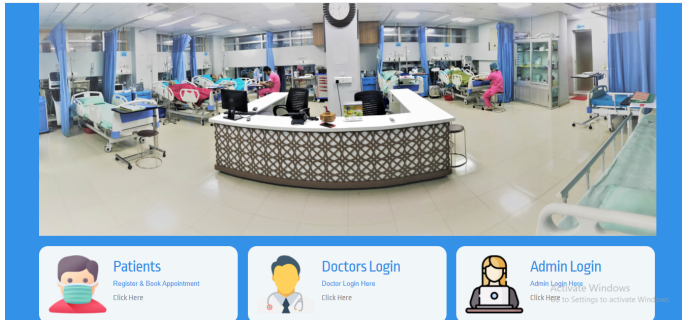 Patients
Register & Book Appointment
Click Here
Doctors Login
Doctor Login Here
Click Here
Admin Login
Admin Login Here
Click Here
Activate Windows
Go to Settings to activate Windows.